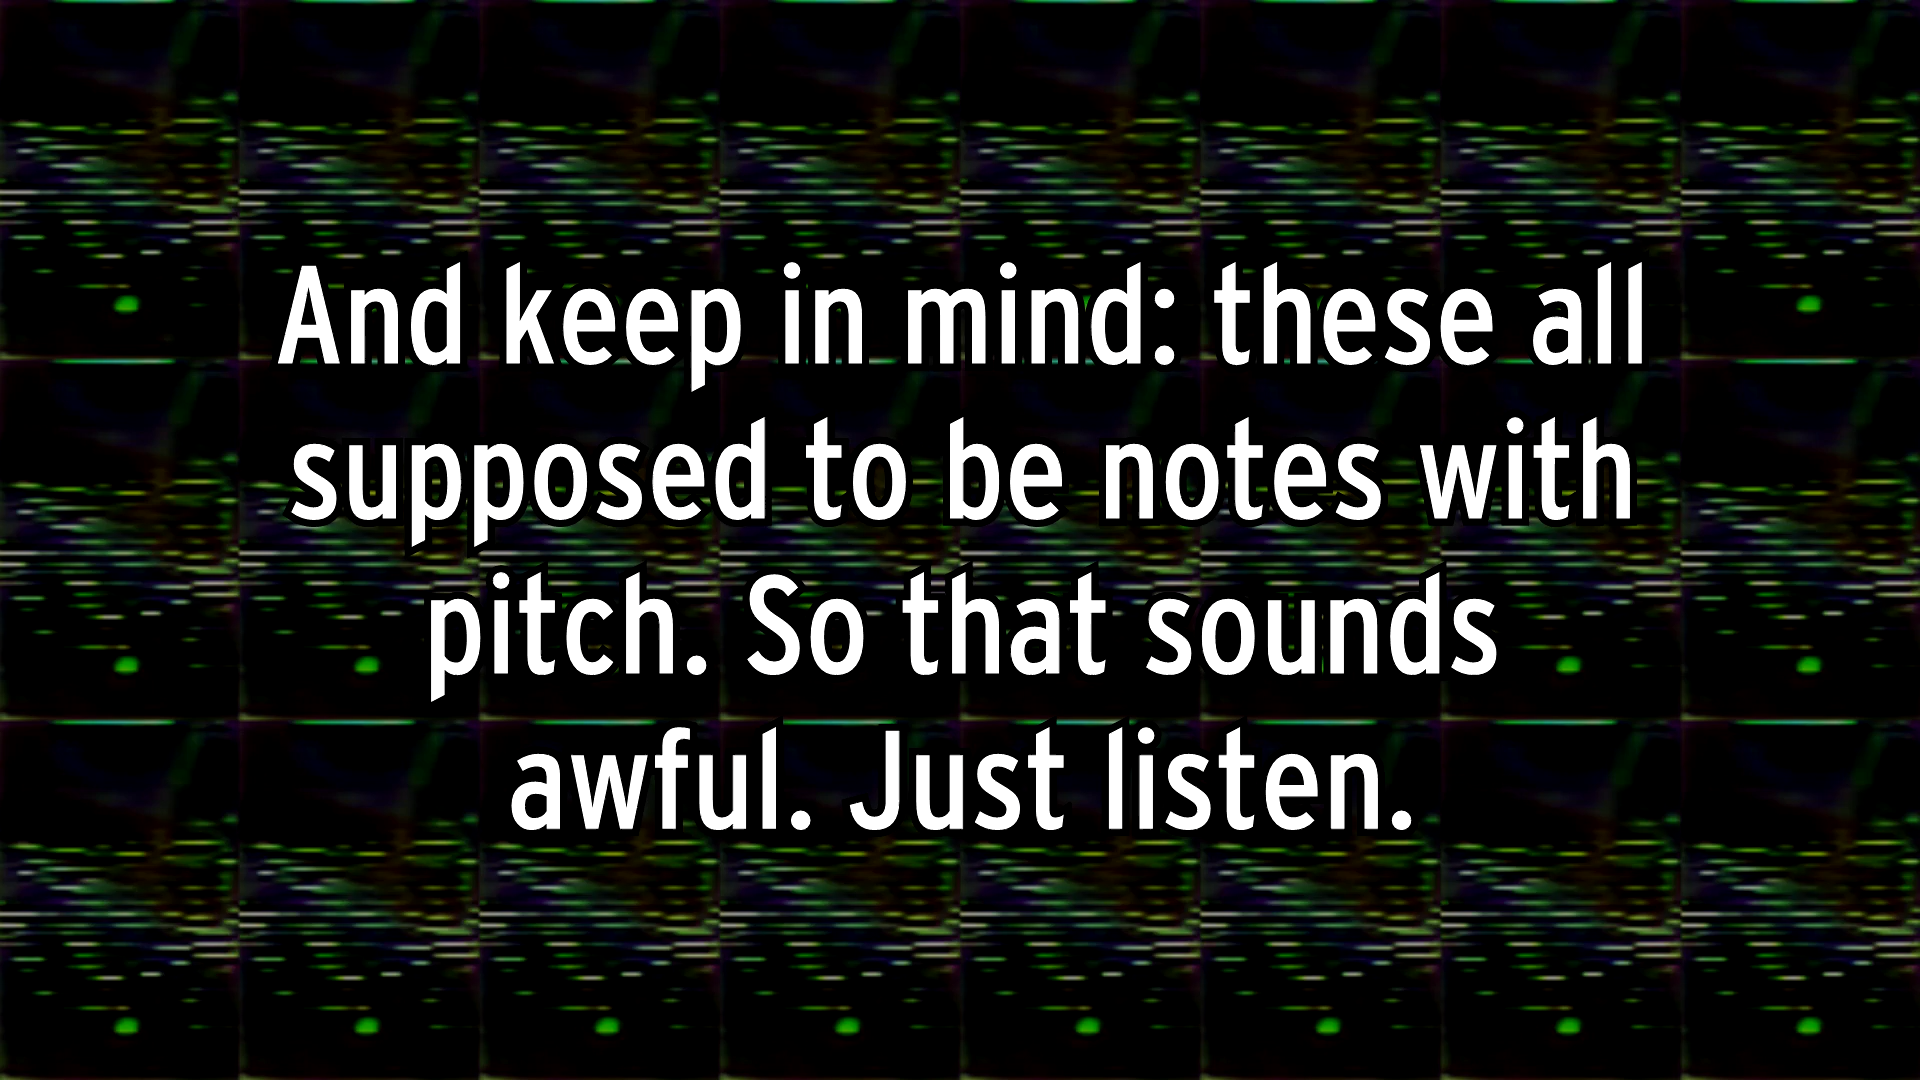 And keep in mind: these all
supposed to be notes with
pitch. So that sounds
awful. Just listen.